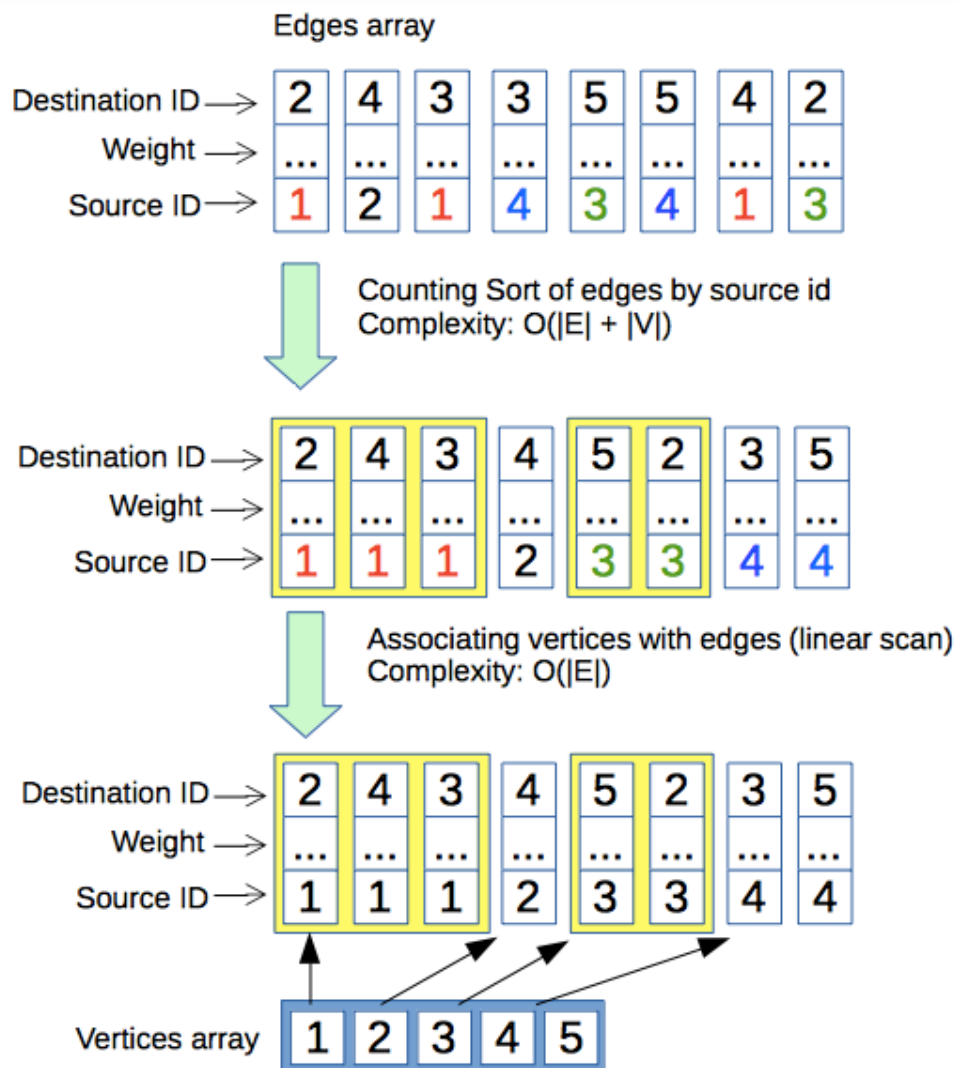 Edges array
Destination ID 2 4 3 3 5 5 4 2
Weight ... ... ... ... ... ... ... ...
Source ID 1 2 1 4 3 4 1 3
Counting Sort of edges by source id
Complexity: O(|E| + |V|)
Destination ID 2 4 3 4 5 2 3 5
Weight ... ... ... ... ... ... ... ...
Source ID 1 1 1 2 3 3 4 4
Associating vertices with edges (linear scan)
Complexity: O(|E|)
Destination ID 2 4 3 4 5 2 3 5
Weight ... ... ... ... ... ... ... ...
Source ID 1 1 1 2 3 3 4 4
Vertices array 1 2 3 4 5